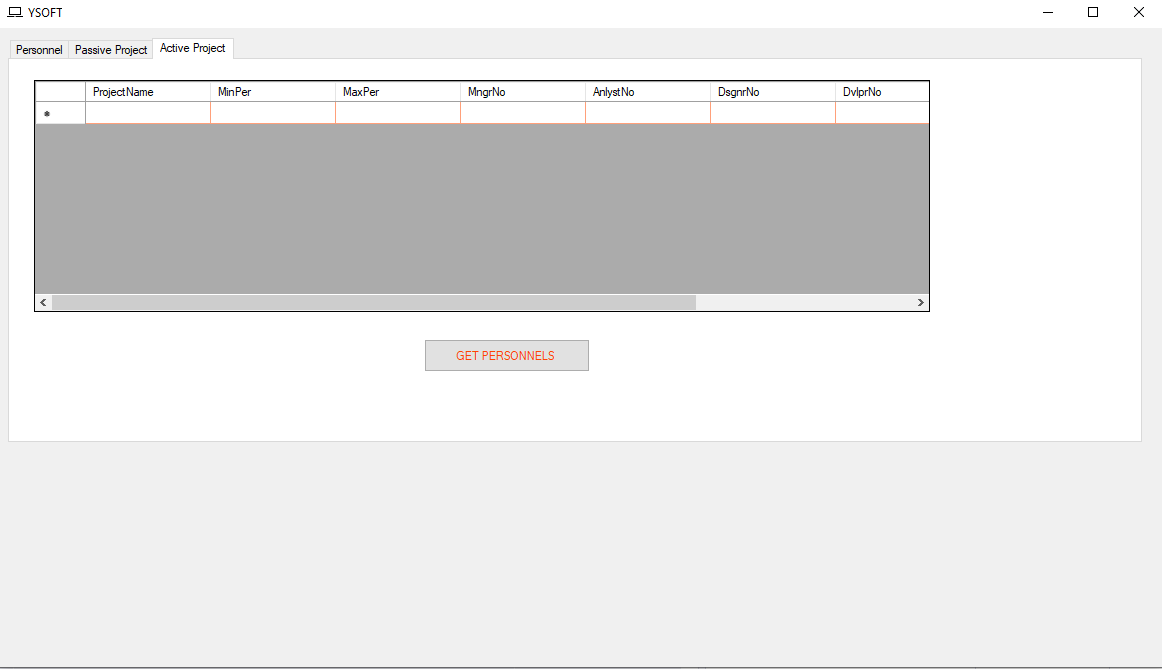 YSOFT
Personnel Passive Project Active Project
ProjectName MinPer MaxPer MngrNo AnlystNo DsgnrNo DvlprNo
GET PERSONNELS